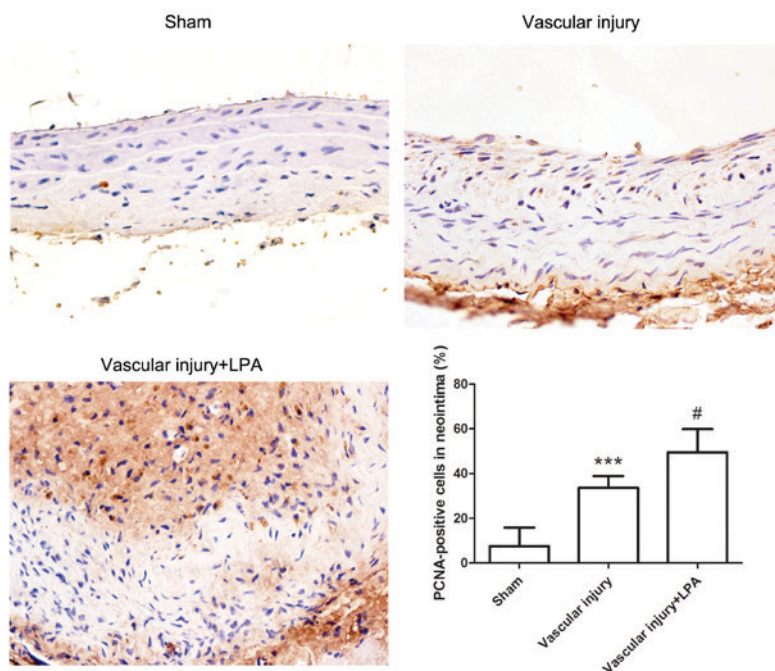 Sham
Vascular injury
Vascular injury+LPA
PCNA-positive cells in neointima (%)
80
60
40
20
0
***
#
Sham
Vascular injury
Vascular injury+LPA